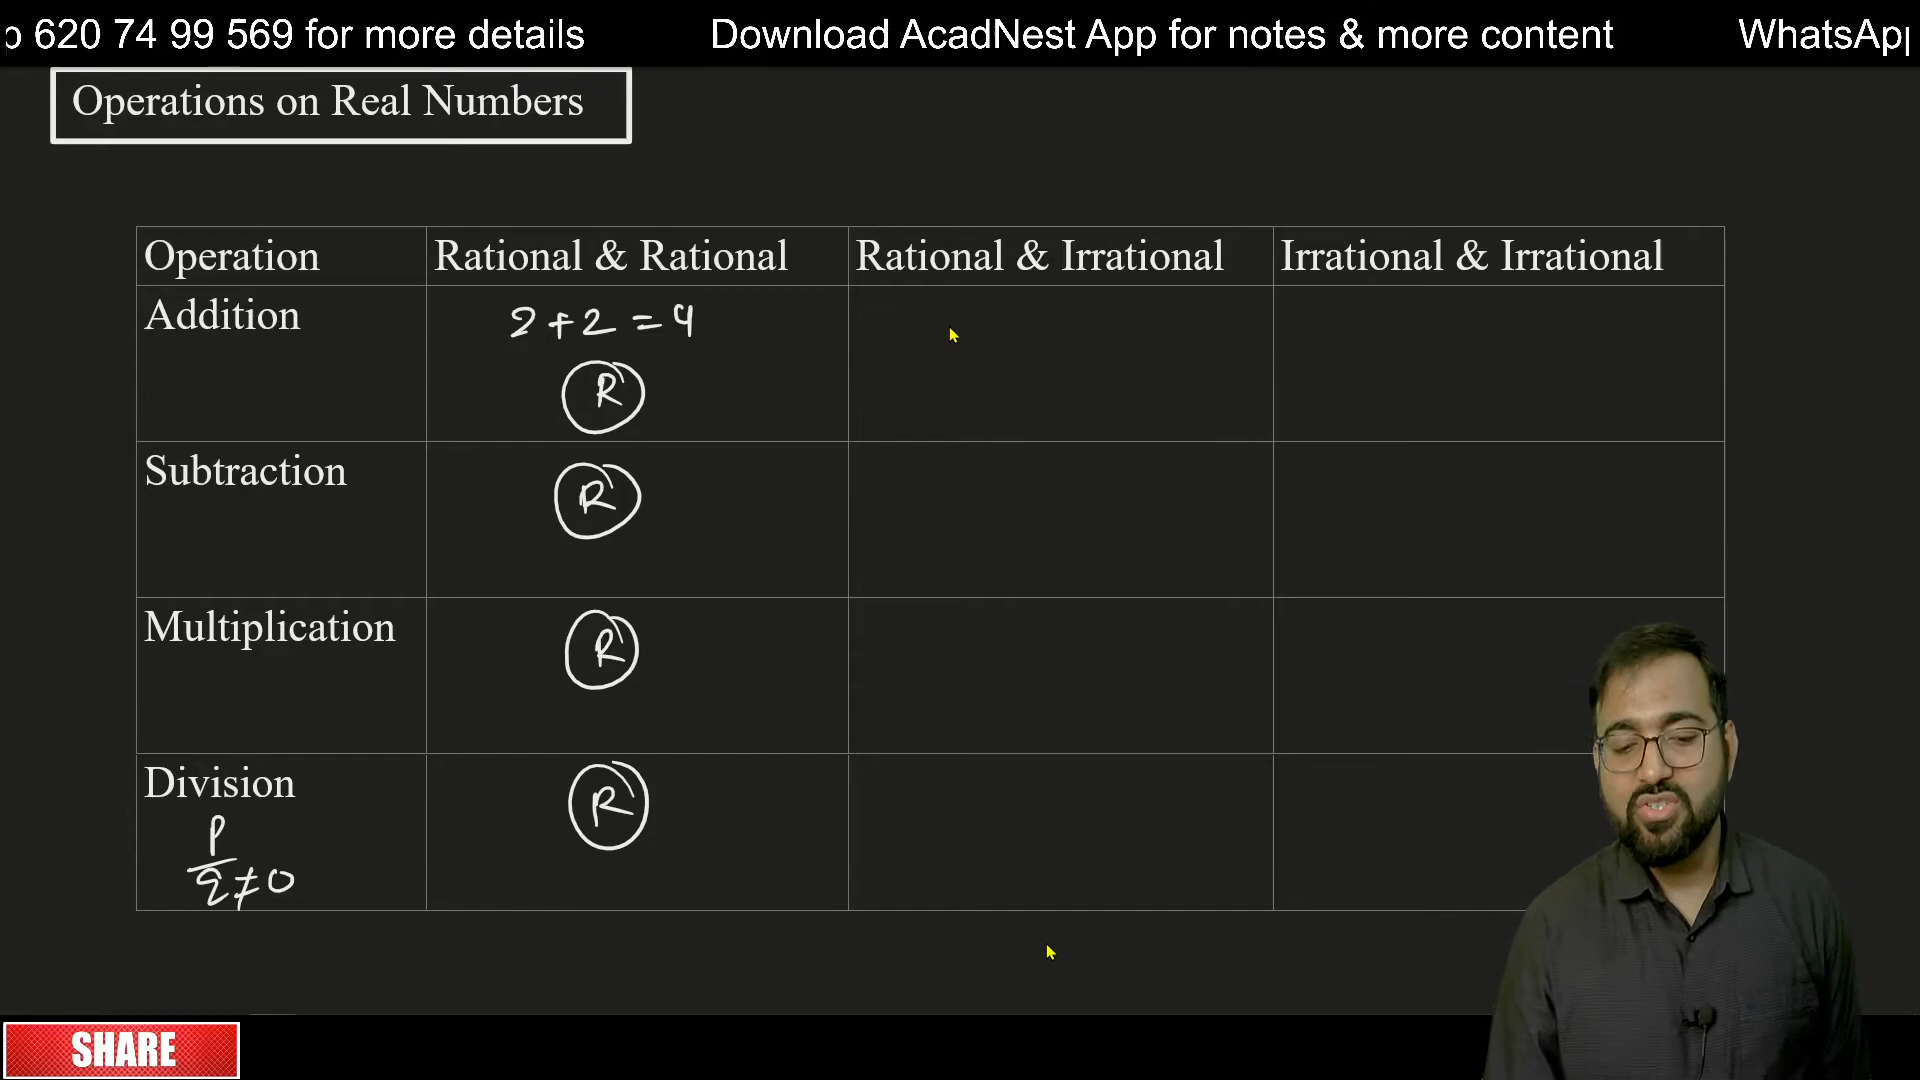 620 74 99 569 for more details Download AcadNest App for notes & more content WhatsApp
Operations on Real Numbers
Operation Rational & Rational Rational & Irrational Irrational & Irrational
Addition 2 + 2 = 4
R
Subtraction R
Multiplication R
Division R
p
q ≠ 0
SHARE